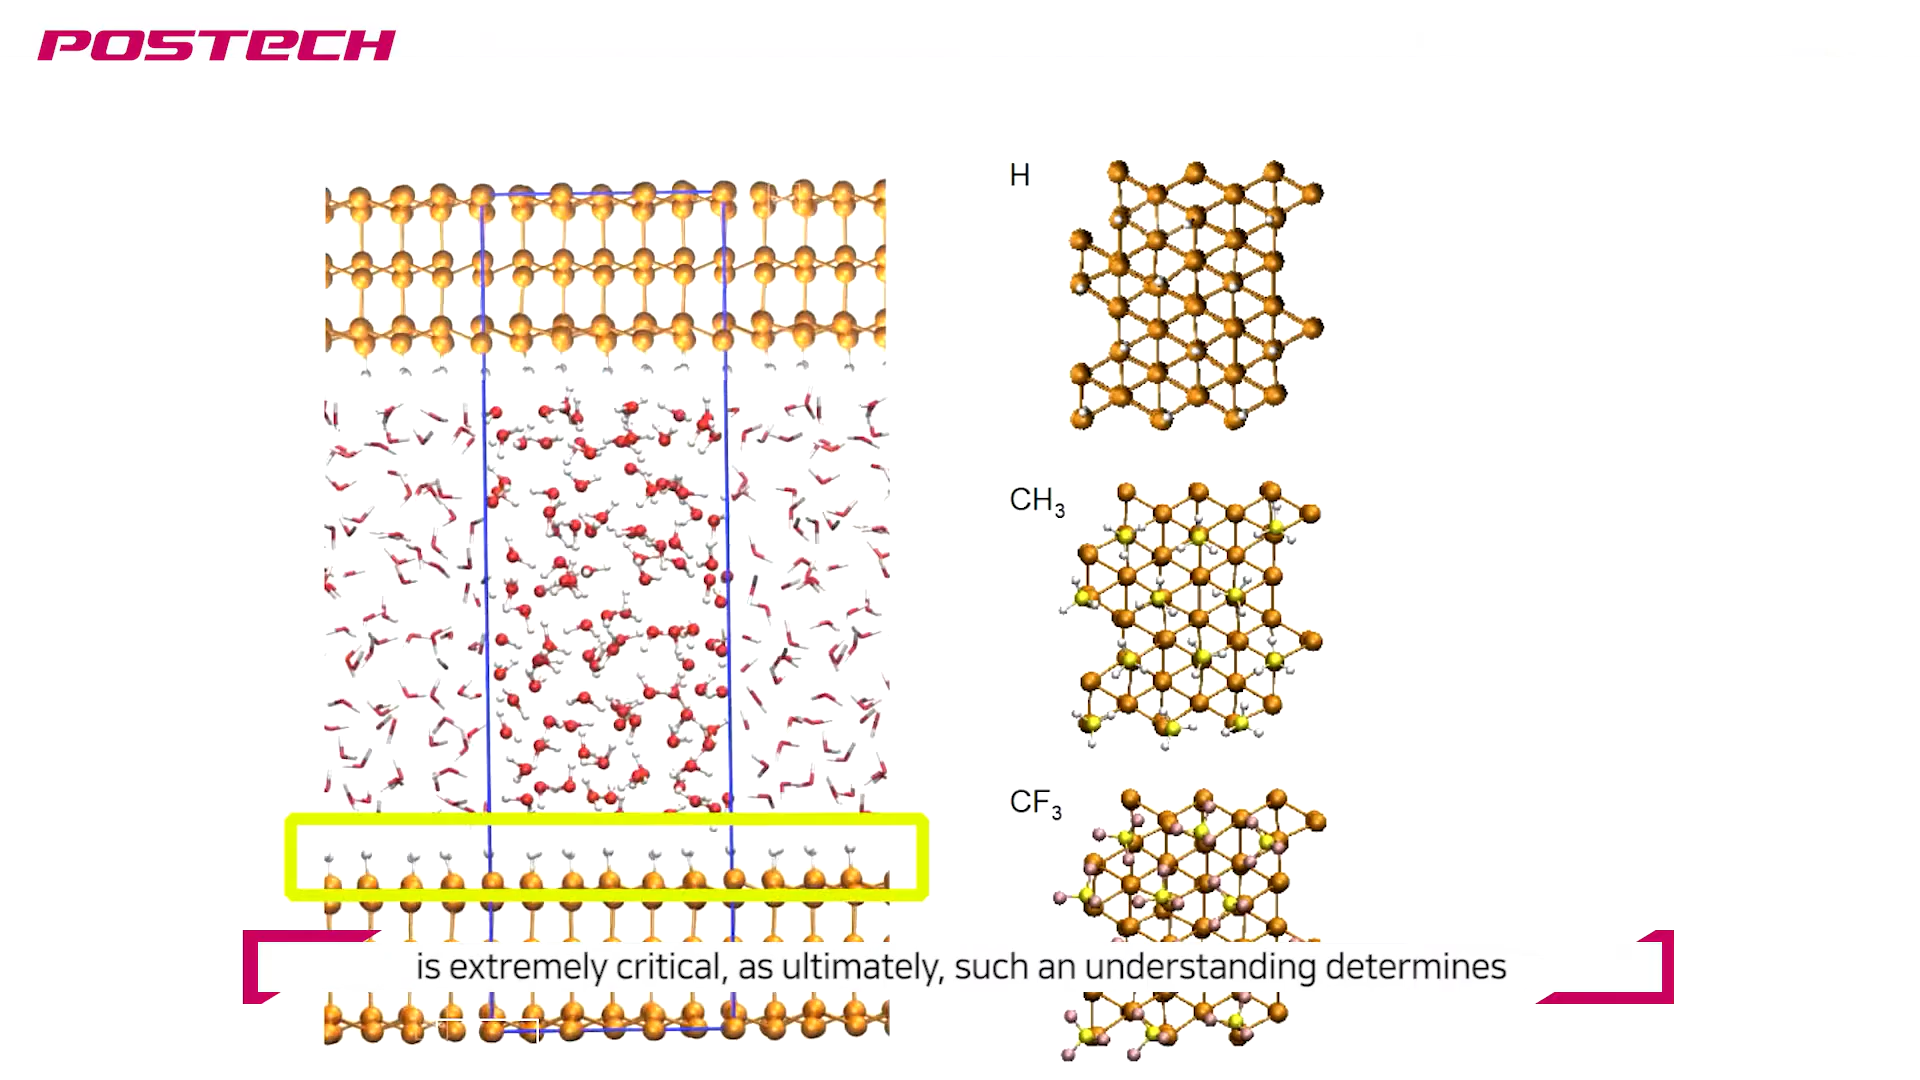 POSTECH
H
CH₃
CF₃
is extremely critical, as ultimately, such an understanding determines